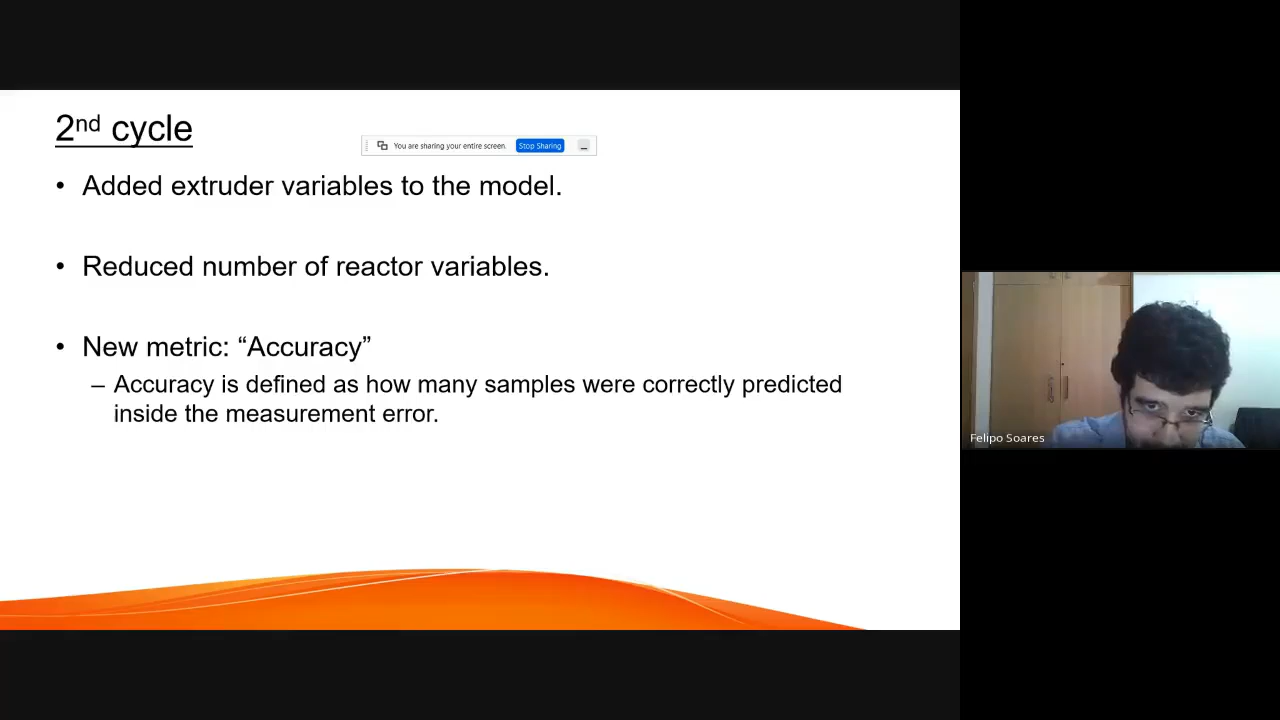 2nd cycle
You are sharing your entire screen. Stop Sharing
• Added extruder variables to the model.
• Reduced number of reactor variables.
• New metric: “Accuracy”
– Accuracy is defined as how many samples were correctly predicted
inside the measurement error.
Felipo Soares